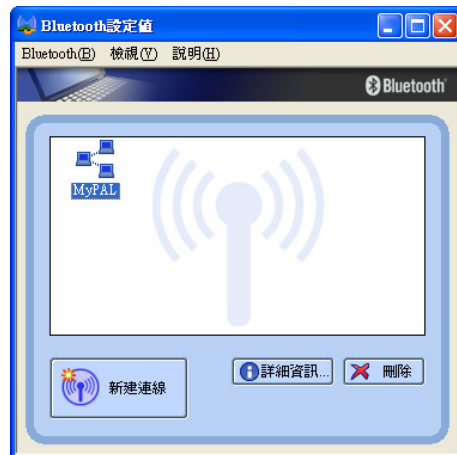 Bluetooth設定值
Bluetooth(B) 檢視(V) 說明(H)
Bluetooth
MyPAL
新建連線
詳細資訊...
刪除